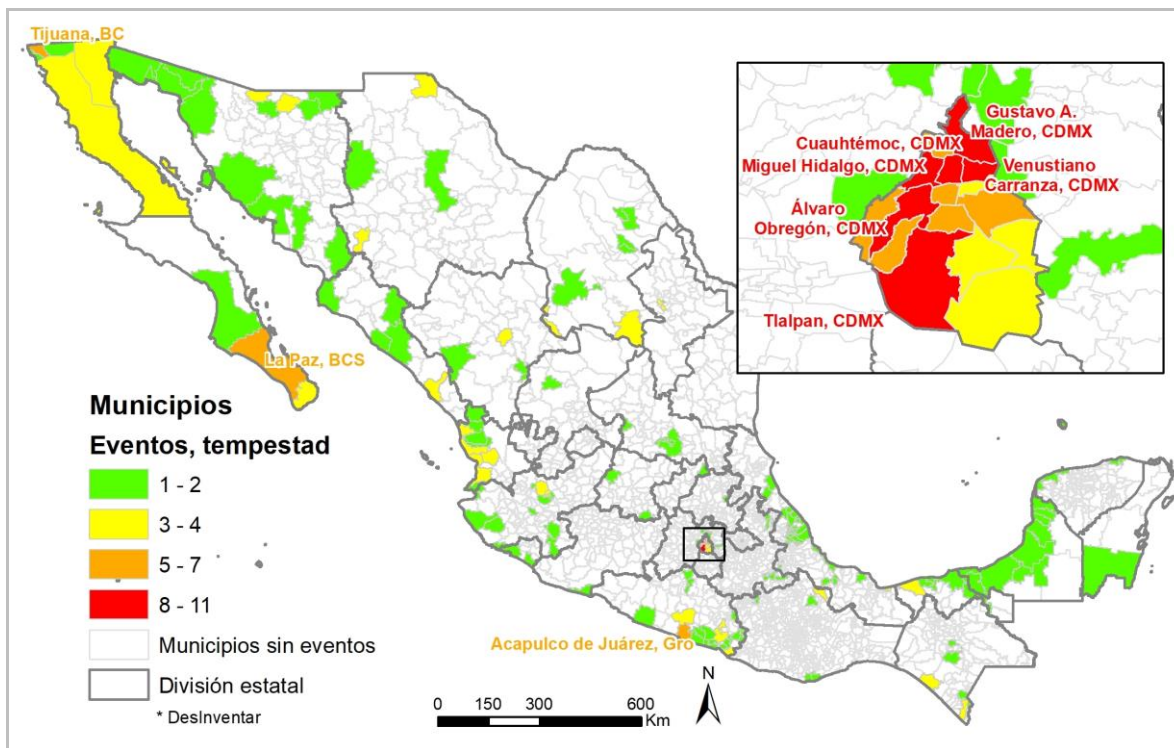 Tijuana, BC
Gustavo A.
Madero, CDMX
Cuauhtémoc, CDMX
Miguel Hidalgo, CDMX
Venustiano
Carranza, CDMX
Álvaro
Obregón, CDMX
Tlalpan, CDMX
La Paz, BCS
Municipios
Eventos, tempestad
1 - 2
3 - 4
5 - 7
8 - 11
Municipios sin eventos
División estatal
* DesInventar
Acapulco de Juárez, Gro
0 150 300 600
Km
N